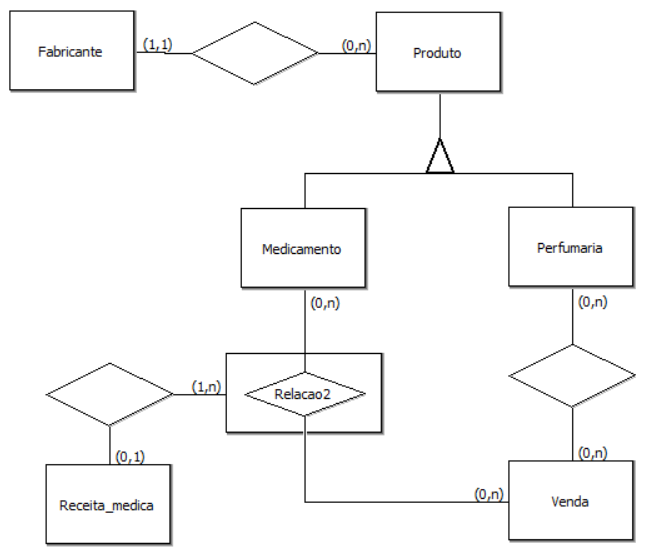 Fabricante
(1,1)
(0,n)
Produto
Medicamento
Perfumaria
(0,n)
(0,n)
(1,n)
Relacao2
(0,1)
(0,n)
Receita_medica
(0,n)
Venda